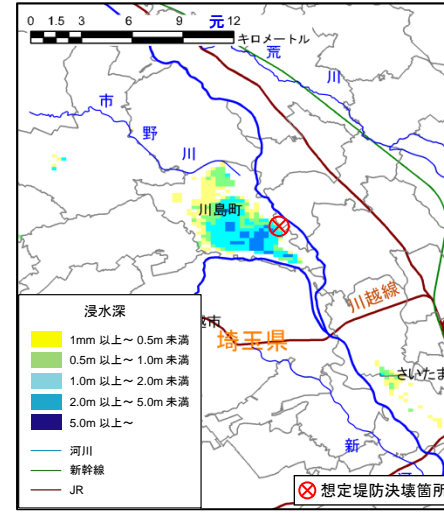 0 1.5 3 6 9 12
キロメートル
元
荒
川
市
野
川
川島町
川越線
埼玉県
さいたま
新
浸水深
1mm 以上～ 0.5m 未満
0.5m 以上～ 1.0m 未満
1.0m 以上～ 2.0m 未満
2.0m 以上～ 5.0m 未満
5.0m 以上～
河川
新幹線
JR
想定堤防決壊箇所